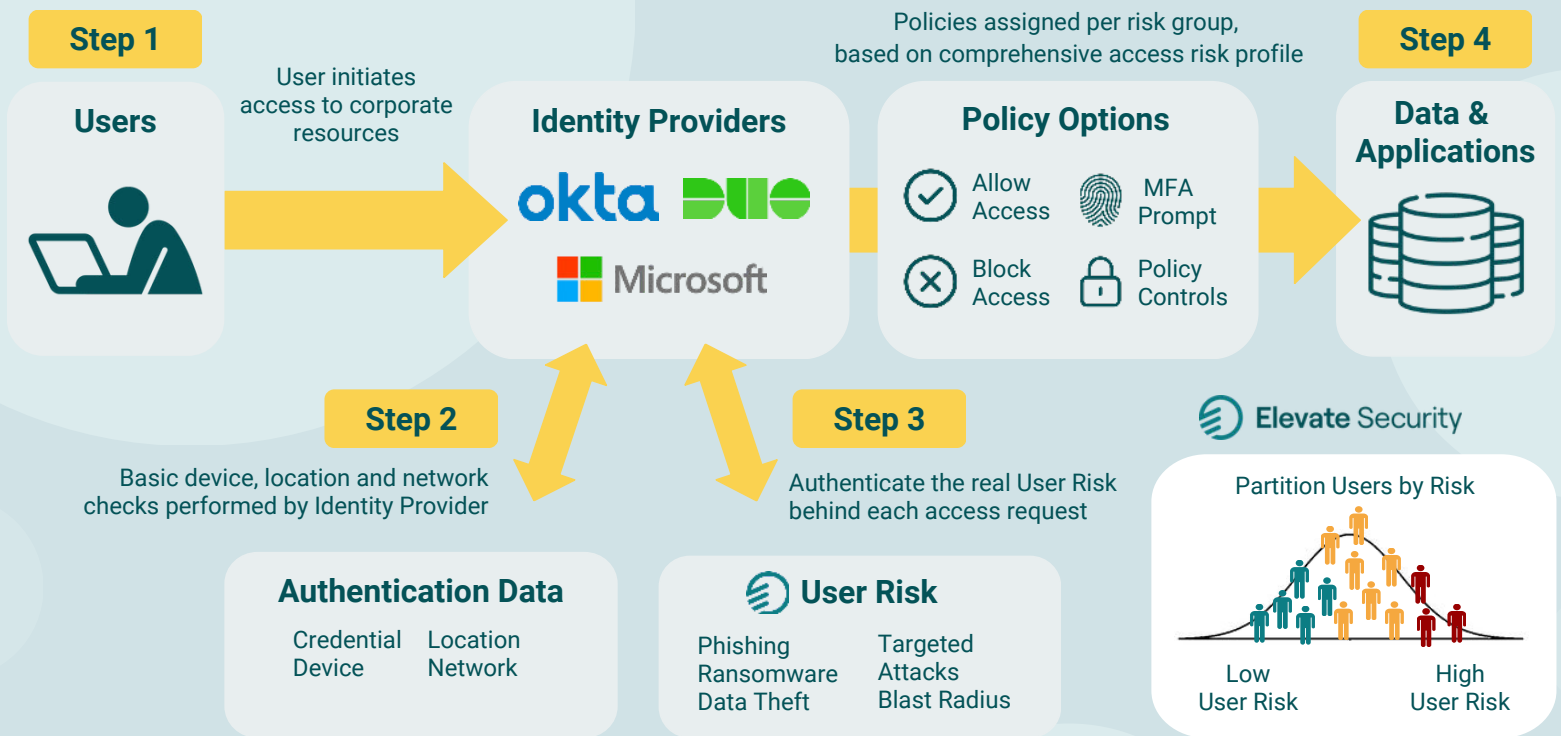 Step 1
Users
User initiates
access to corporate
resources
Identity Providers
okta DUO
Microsoft
Policies assigned per risk group,
based on comprehensive access risk profile
Policy Options
Allow
Access
MFA
Prompt
Block
Access
Policy
Controls
Step 4
Data &
Applications
Step 2
Basic device, location and network
checks performed by Identity Provider
Authentication Data
Credential
Device
Location
Network
Step 3
Authenticate the real User Risk
behind each access request
User Risk
Phishing
Ransomware
Data Theft
Targeted
Attacks
Blast Radius
Elevate Security
Partition Users by Risk
Low
User Risk
High
User Risk